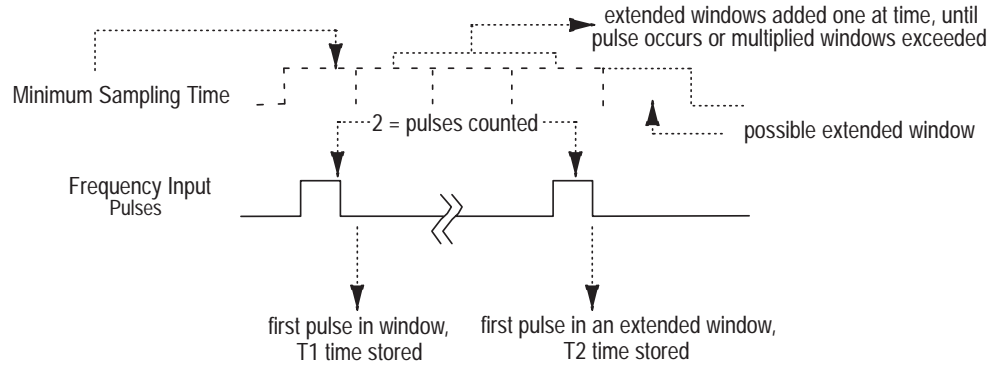 extended windows added one at time, until
pulse occurs or multiplied windows exceeded
Minimum Sampling Time
2 = pulses counted
possible extended window
Frequency Input
Pulses
first pulse in window,
T1 time stored
first pulse in an extended window,
T2 time stored